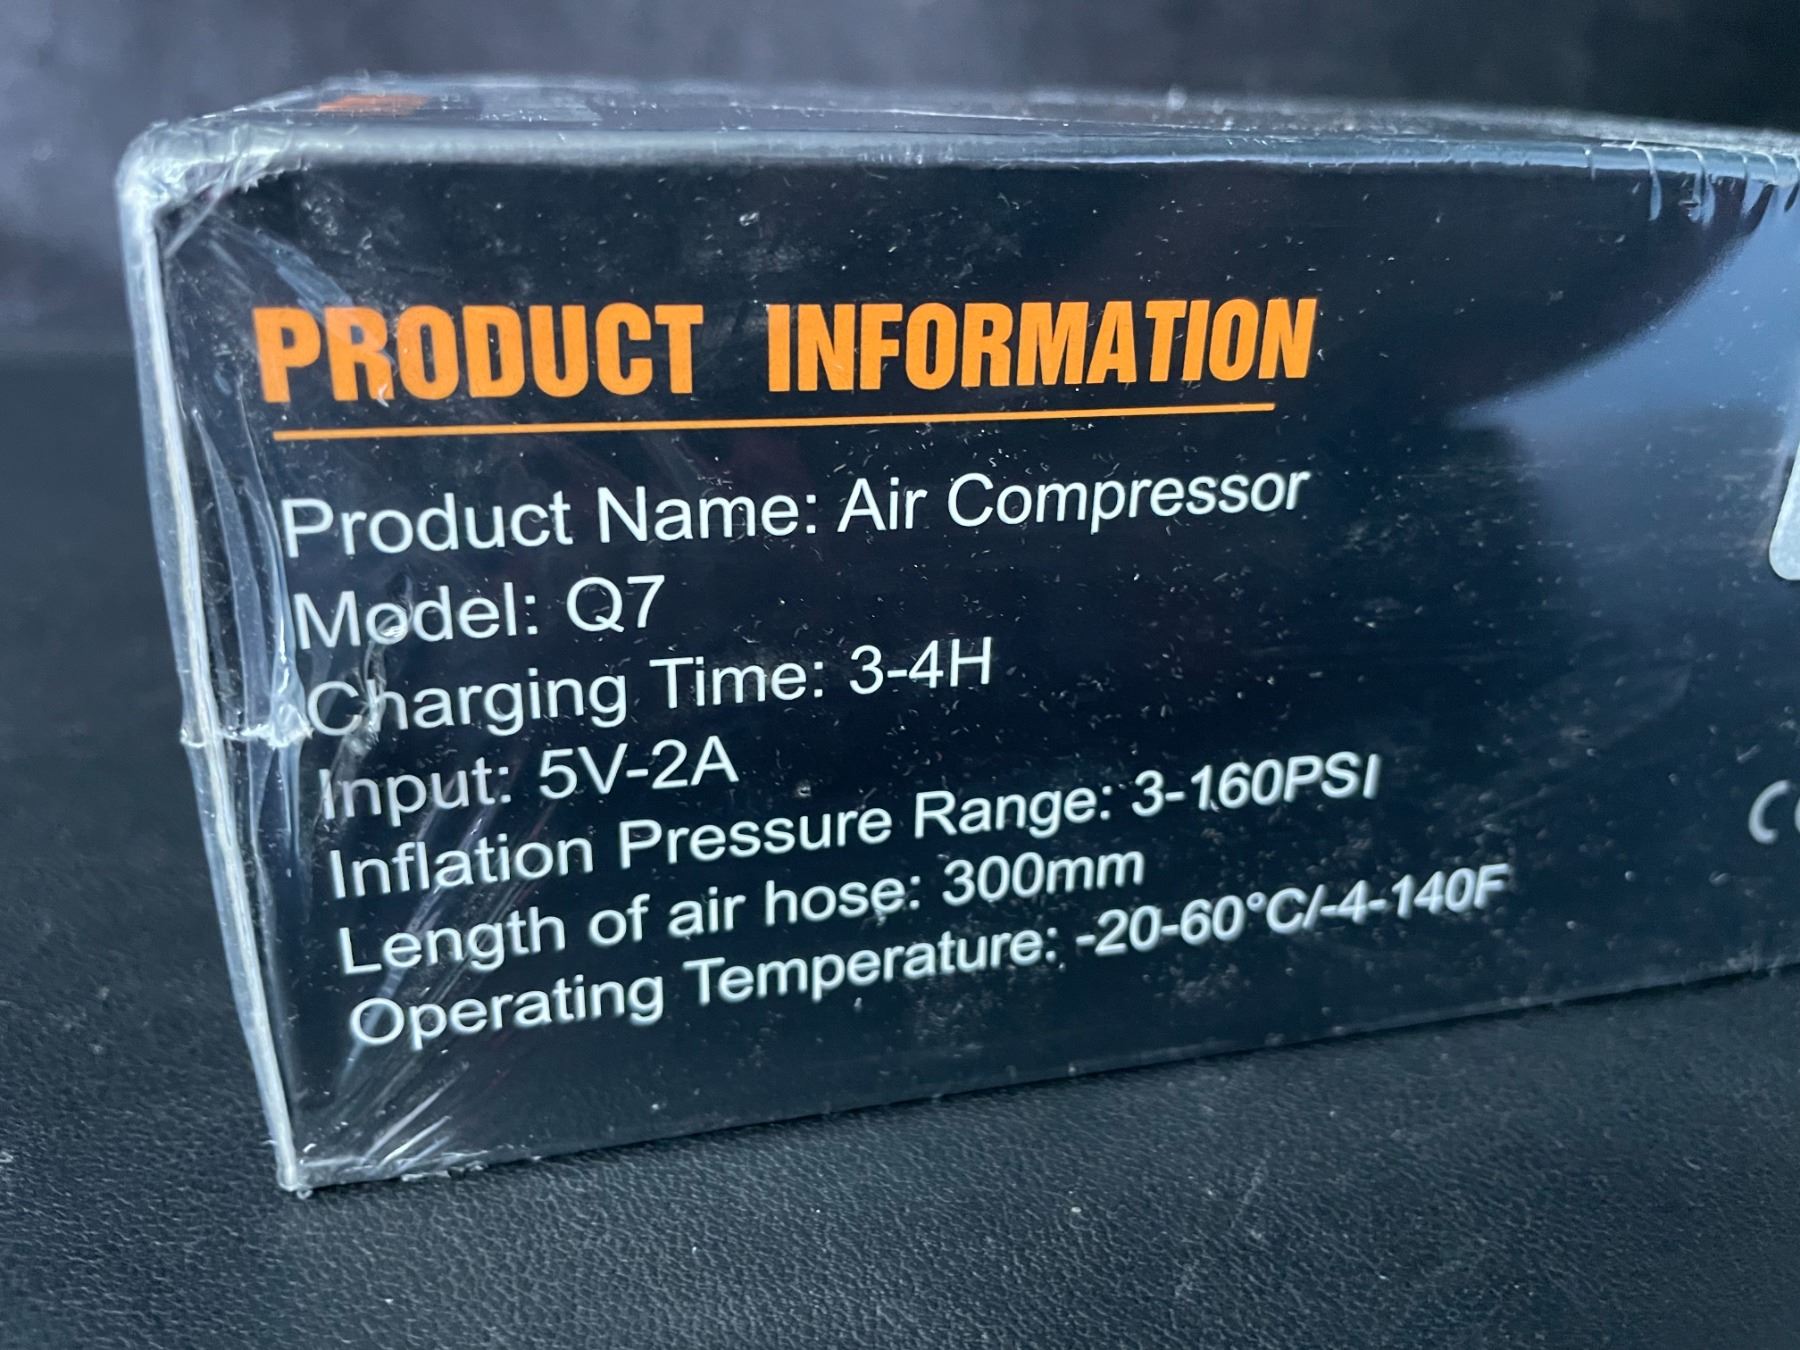 PRODUCT INFORMATION
Product Name: Air Compressor
Model: Q7
Charging Time: 3-4H
Input: 5V-2A
Inflation Pressure Range: 3-160PSI
Length of air hose: 300mm
Operating Temperature: -20-60°C/-4-140F